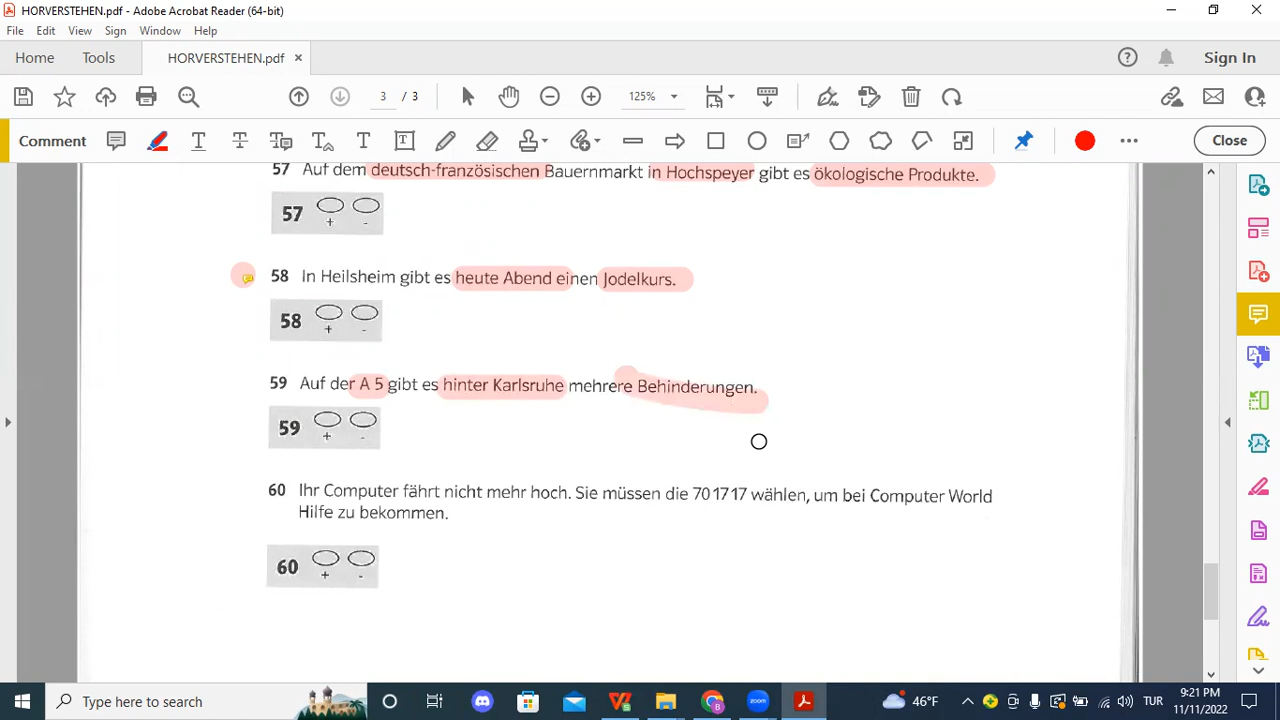 HORVERSTEHEN.pdf - Adobe Acrobat Reader (64-bit)
File Edit View Sign Window Help
Home Tools HORVERSTEHEN.pdf × Sign In
3 / 3 125%
Comment Close
57 Auf dem deutsch-französischen Bauernmarkt in Hochspeyer gibt es ökologische Produkte.
57 + -
58 In Heilsheim gibt es heute Abend einen Jodelkurs.
58 + -
59 Auf der A 5 gibt es hinter Karlsruhe mehrere Behinderungen.
59 + -
60 Ihr Computer fährt nicht mehr hoch. Sie müssen die 70 17 17 wählen, um bei Computer World
Hilfe zu bekommen.
60 + -
Type here to search 46°F TUR 9:21 PM
11/11/2022